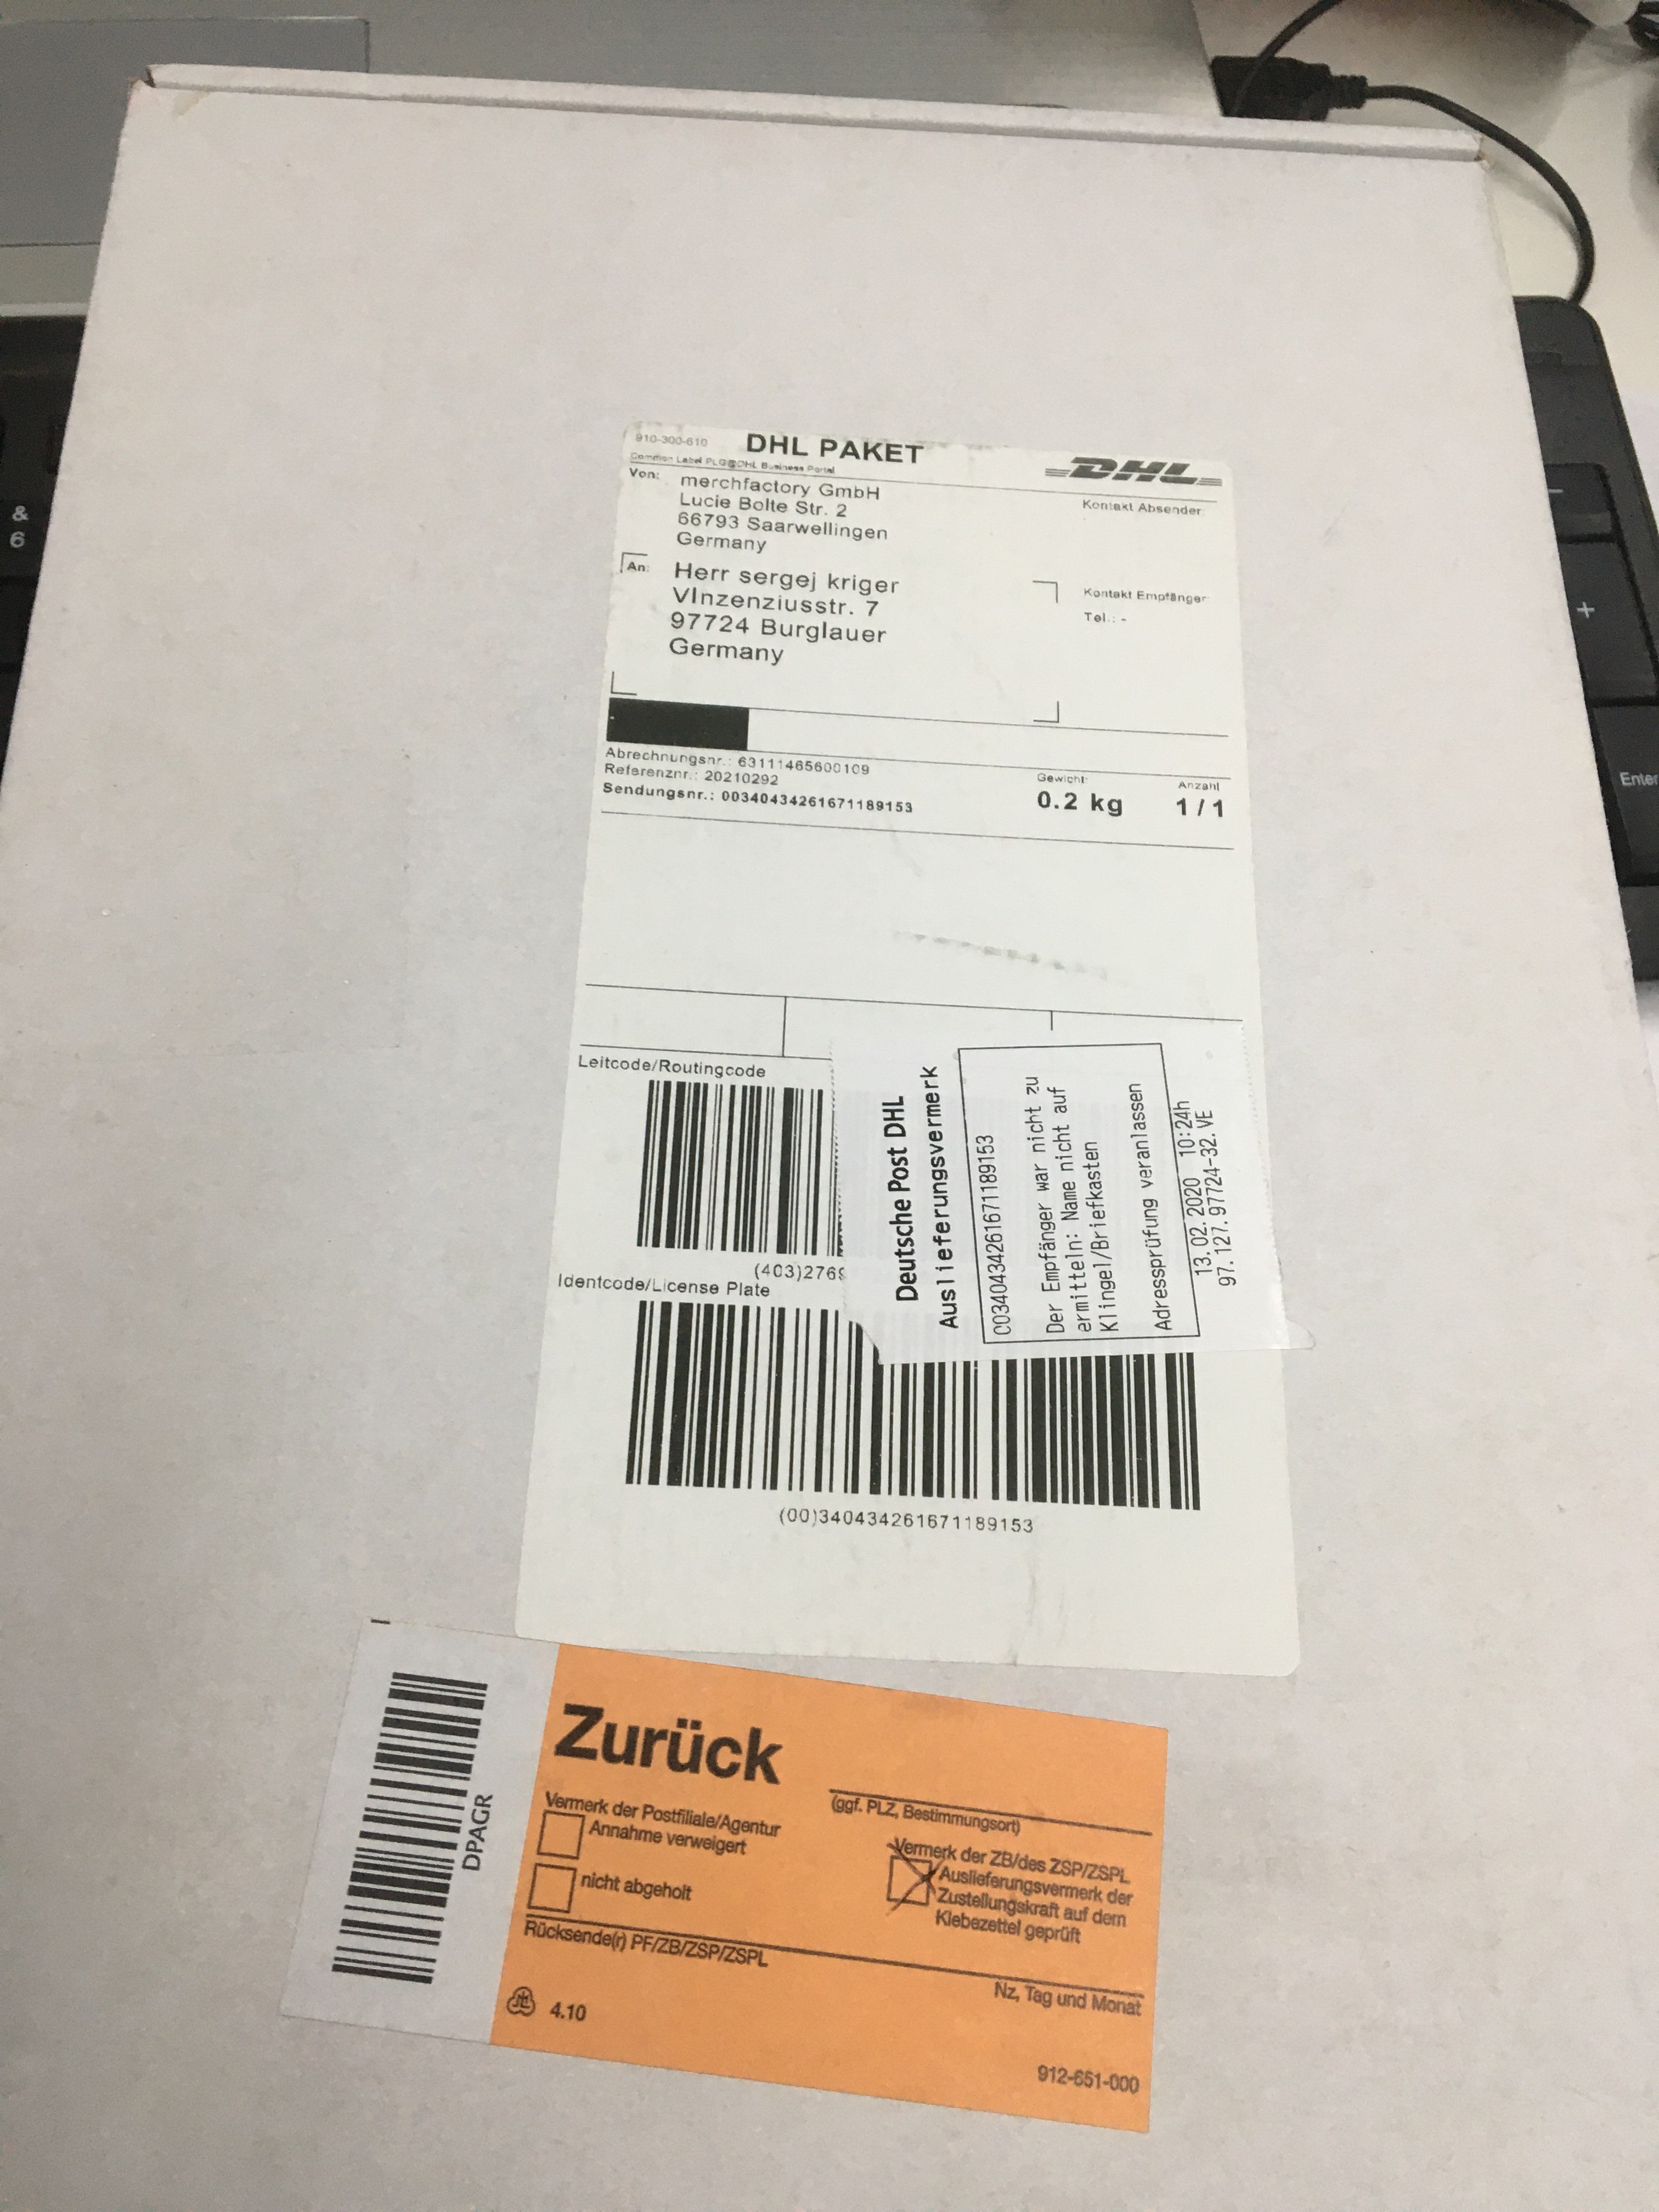 910-300-610
DHL PAKET
Common Label PLG@DHL Business Portal
DHL
Von:
merchfactory GmbH
Lucie Bolte Str. 2
66793 Saarwellingen
Germany
Kontakt Absender:
An:
Herr sergej kriger
VInzenziusstr. 7
97724 Burglauer
Germany
Kontakt Empfänger:
Tel.: -
Abrechnungsnr.: 63111465600109
Referenznr.: 20210292
Sendungsnr.: 00340434261671189153
Gewicht:
0.2 kg
Anzahl
1/1
Leitcode/Routingcode
(403)276
Identcode/License Plate
(00)340434261671189153
Deutsche Post DHL
Auslieferungsvermerk
CO340434261671189153
Der Empfänger war nicht zu
ermitteln: Name nicht auf
Klingel/Briefkasten
Adressprüfung veranlassen
13.02.2020 10:24h
97.127.97724-32.VE
DPAGR
Zurück
(ggf. PLZ, Bestimmungsort)
Vermerk der Postfiliale/Agentur
Annahme verweigert
nicht abgeholt
Vermerk der ZB/des ZSP/ZSPL
Auslieferungsvermerk der
Zustellungskraft auf dem
Klebezettel geprüft
Rücksende(r) PF/ZB/ZSP/ZSPL
Nz, Tag und Monat
4.10
912-651-000
&
6
+
Enter